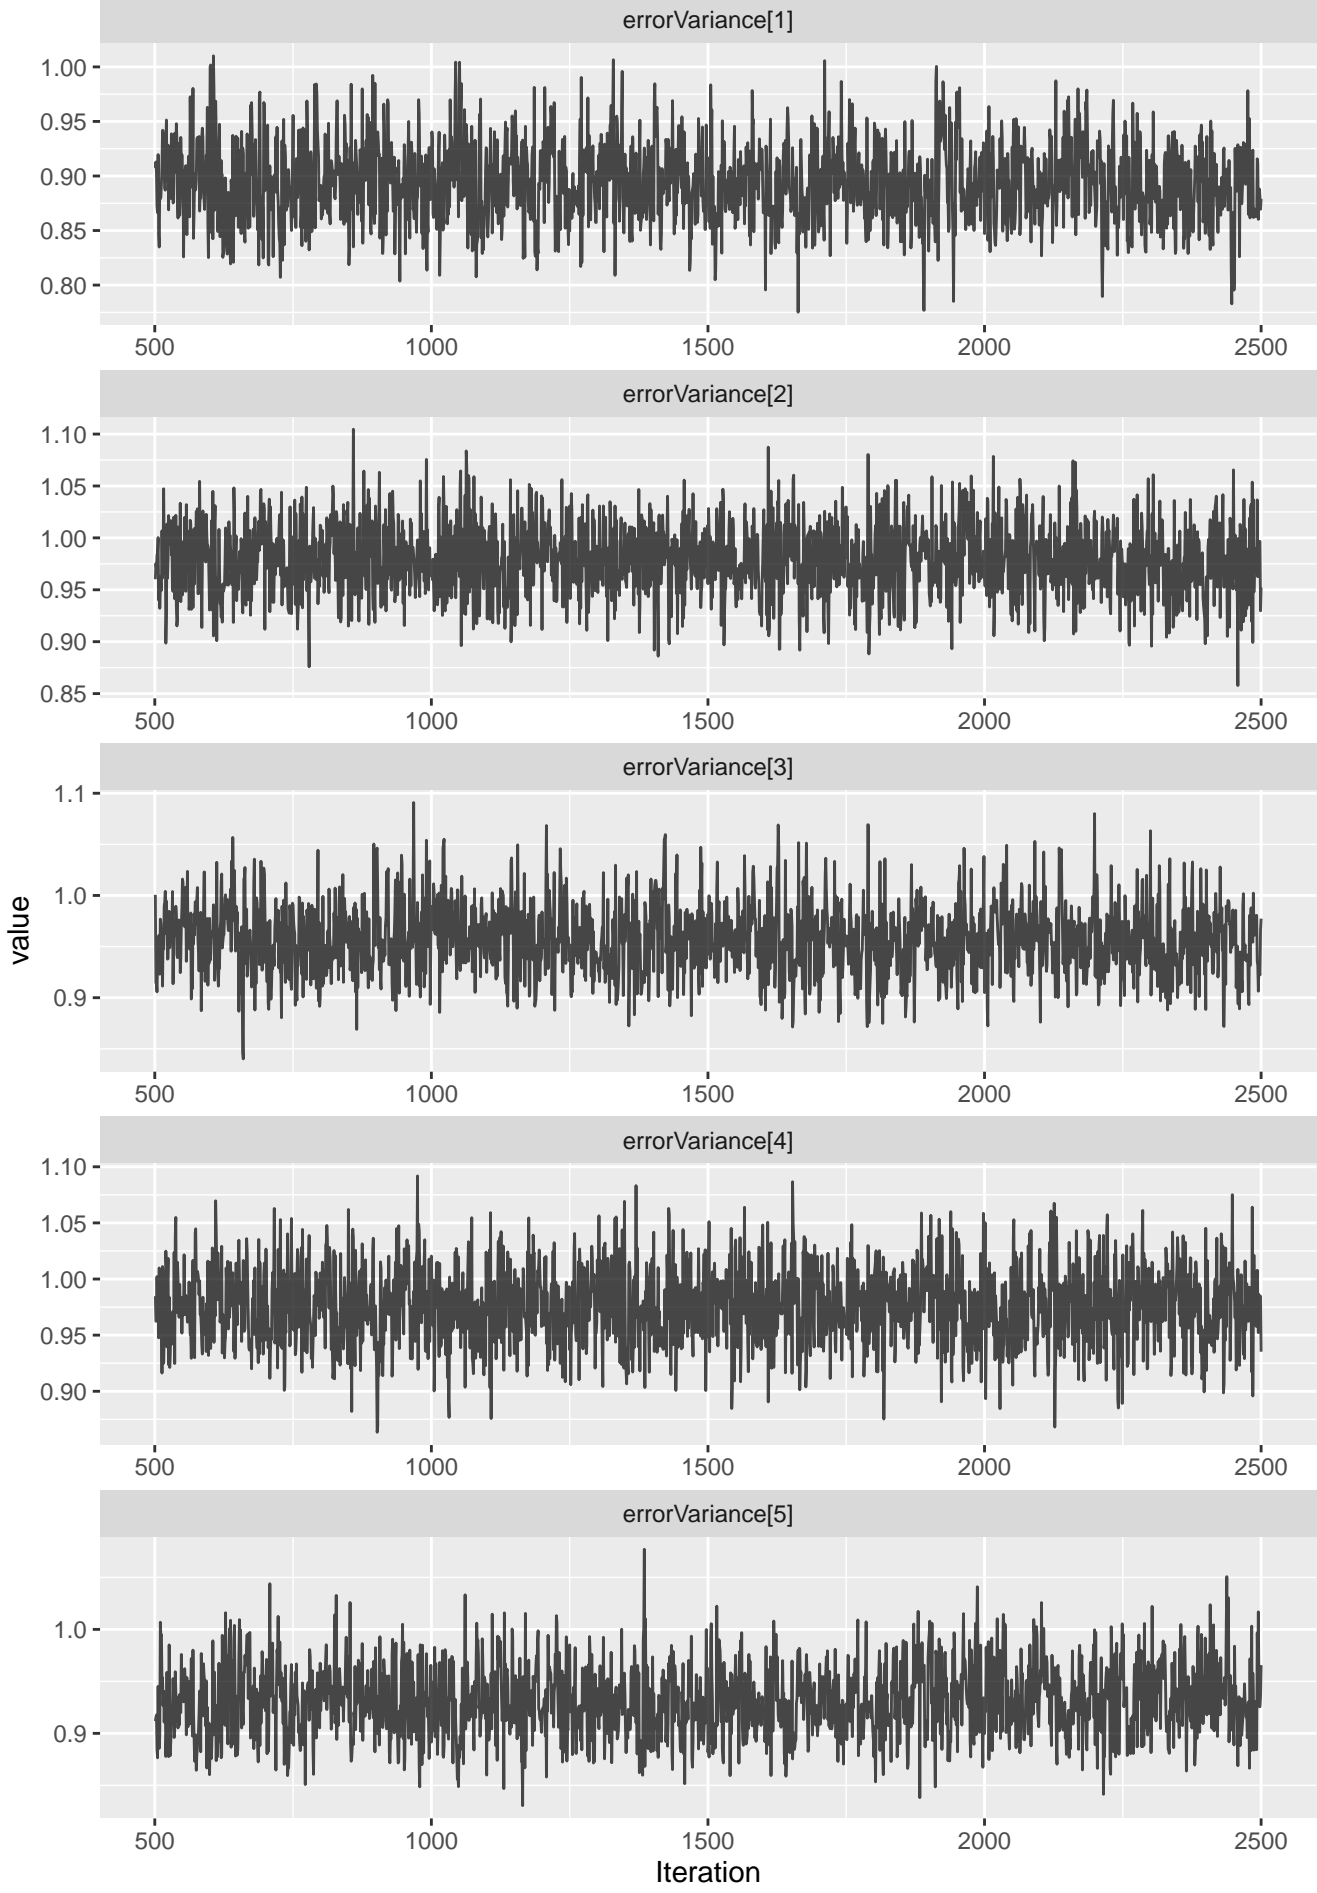 errorVariance[1]
1.00
0.95
0.90
0.85
0.80
500 1000 1500 2000 2500
errorVariance[2]
1.10
1.05
1.00
0.95
0.90
0.85
500 1000 1500 2000 2500
errorVariance[3]
1.1
1.0
0.9
500 1000 1500 2000 2500
value
errorVariance[4]
1.10
1.05
1.00
0.95
0.90
500 1000 1500 2000 2500
errorVariance[5]
1.0
0.9
500 1000 1500 2000 2500
Iteration